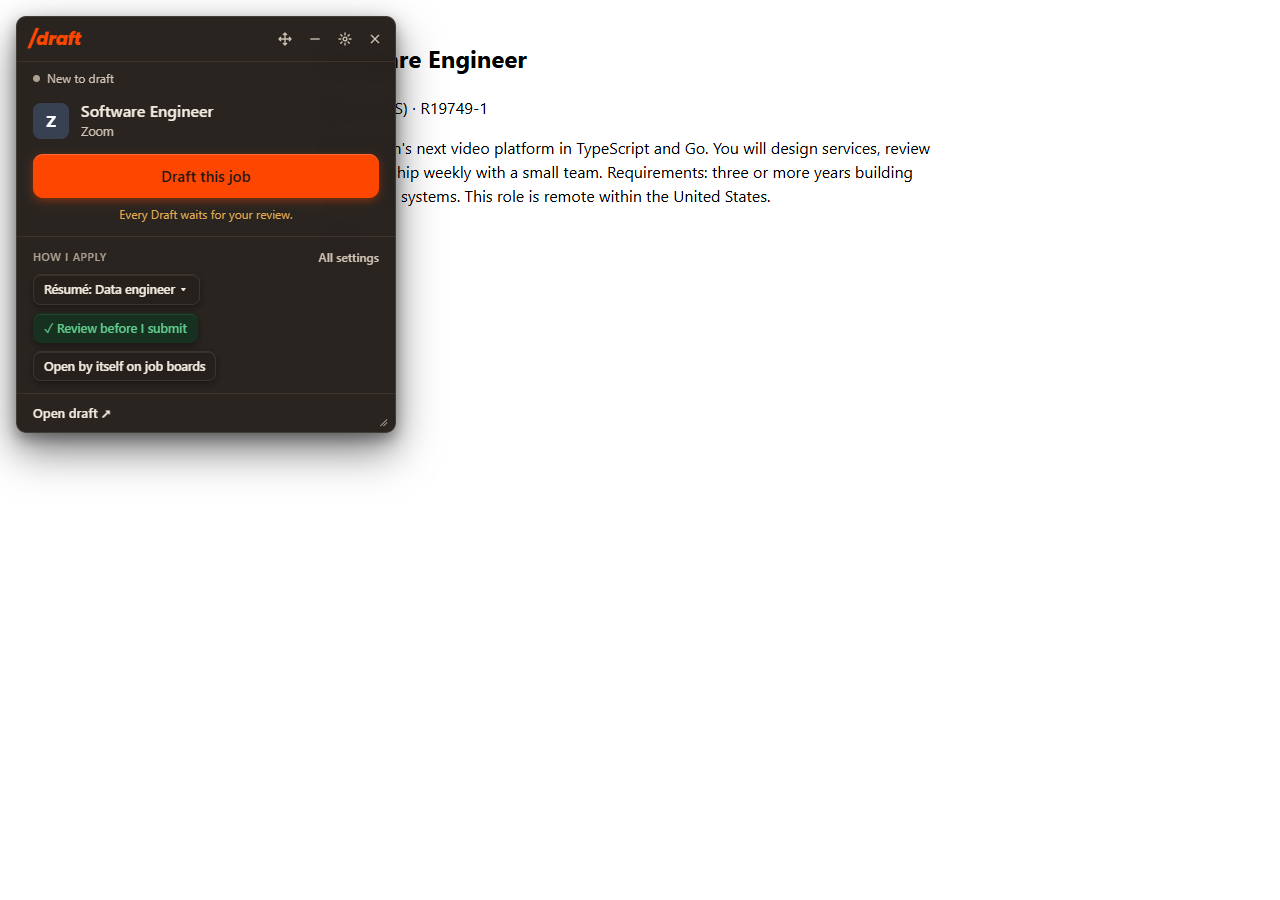 /draft
New to draft
Z
Software Engineer
Zoom
Draft this job
Every Draft waits for your review.
HOW I APPLY
All settings
Résumé: Data engineer
✓ Review before I submit
Open by itself on job boards
Open draft ↗
Engineer
· R19749-1
next video platform in TypeScript and Go. You will design services, review
weekly with a small team. Requirements: three or more years building
systems. This role is remote within the United States.